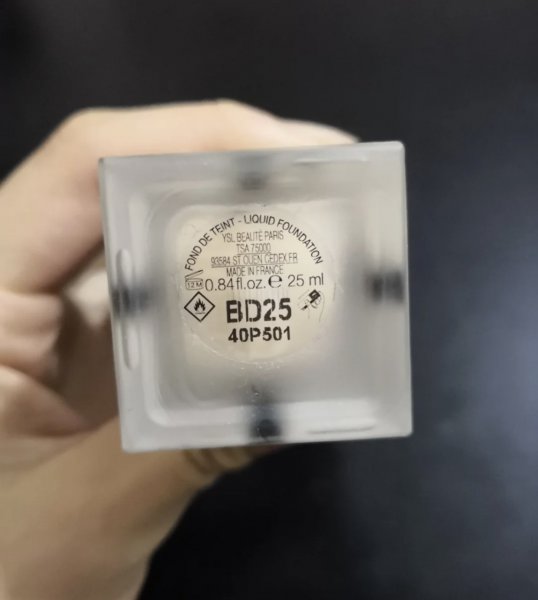 FOND DE TEINT - LIQUID FOUNDATION
YSL BEAUTÉ PARIS
TSA 75000
93584 ST OUEN CEDEX FR
MADE IN FRANCE
12M 0.84 fl.oz. e 25 ml
BD25
40P501